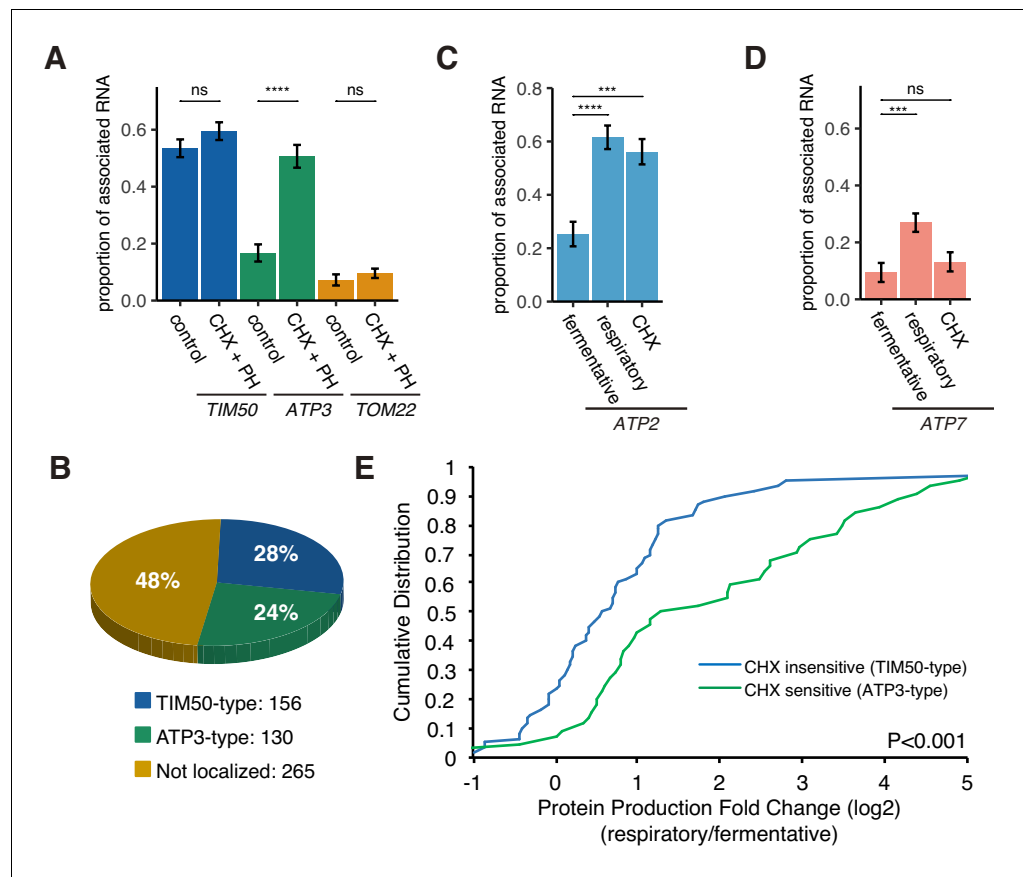 A
proportion of associated RNA
0.6
0.4
0.2
0.0
ns
****
ns
control
CHX + PH
control
CHX + PH
control
CHX + PH
TIM50
ATP3
TOM22
C
proportion of associated RNA
0.8
0.6
0.4
0.2
0.0
***
****
fermentative
respiratory
CHX
ATP2
D
proportion of associated RNA
0.6
0.4
0.2
0.0
ns
***
fermentative
respiratory
CHX
ATP7
B
48%
28%
24%
TIM50-type: 156
ATP3-type: 130
Not localized: 265
E
Cumulative Distribution
1
0.9
0.8
0.7
0.6
0.5
0.4
0.3
0.2
0.1
0
CHX insensitive (TIM50-type)
CHX sensitive (ATP3-type)
P<0.001
-1 0 1 2 3 4 5
Protein Production Fold Change (log2)
(respiratory/fermentative)